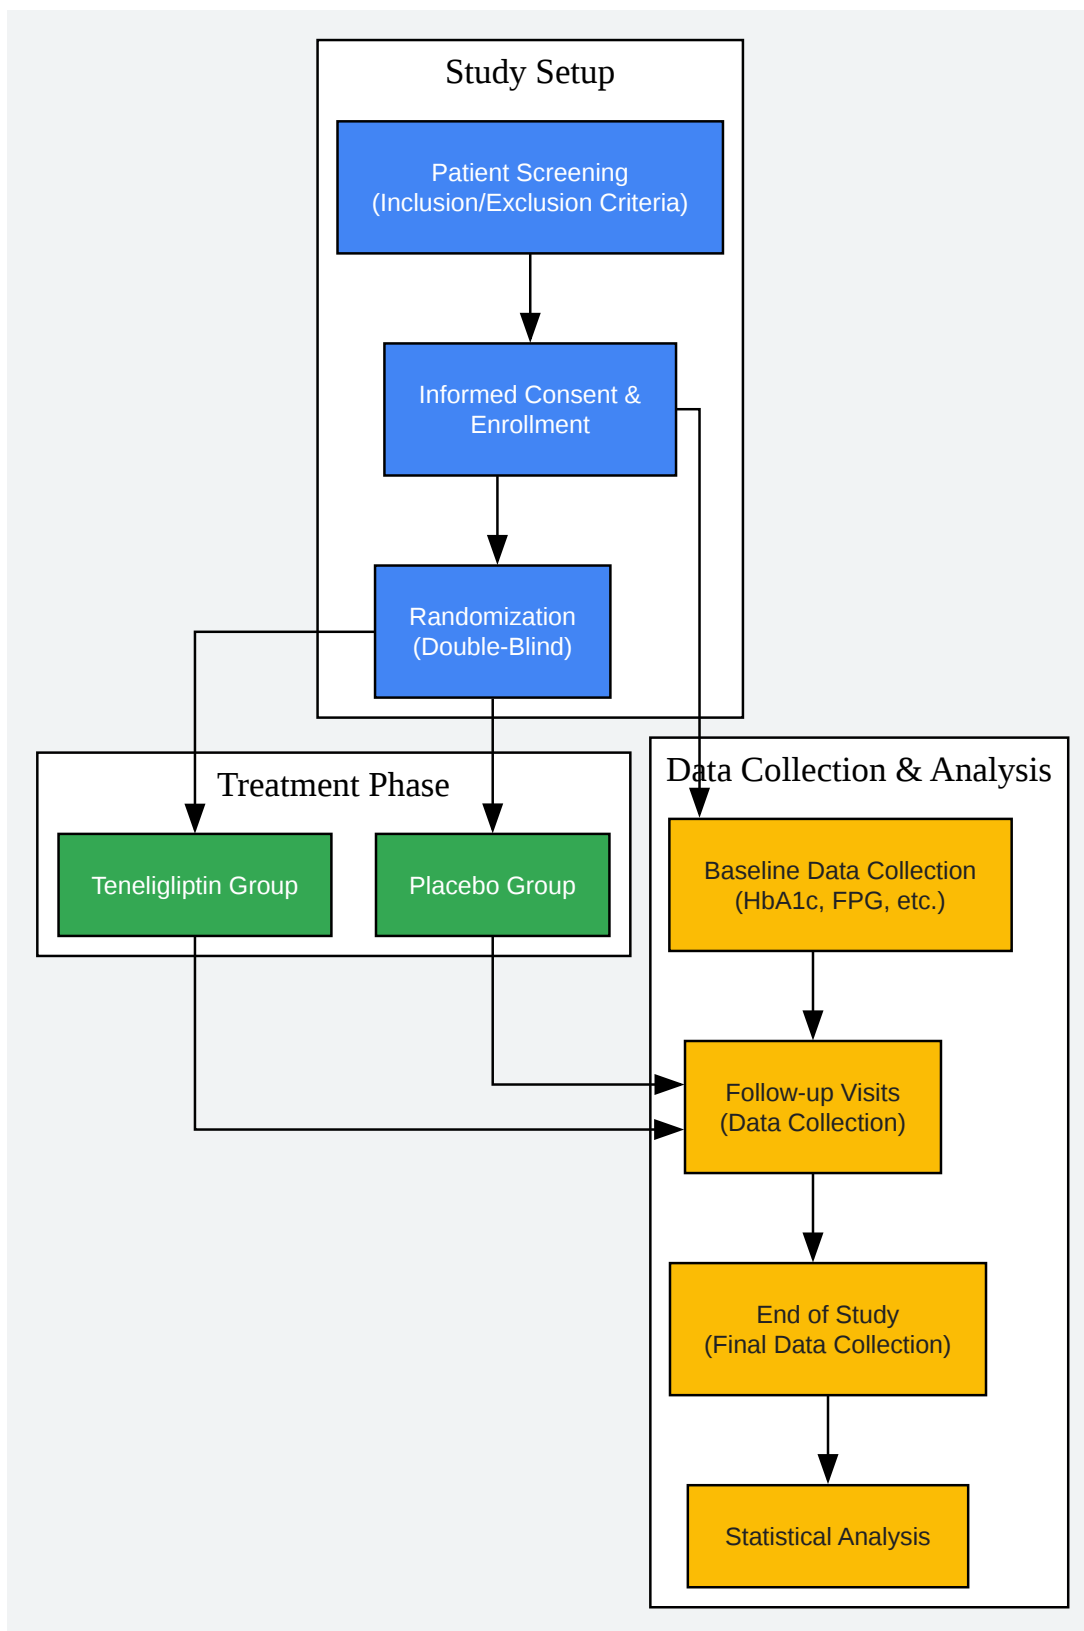 Study Setup
Patient Screening
(Inclusion/Exclusion Criteria)
Informed Consent &
Enrollment
Randomization
(Double-Blind)
Treatment Phase
Teneligliptin Group
Placebo Group
Data Collection & Analysis
Baseline Data Collection
(HbA1c, FPG, etc.)
Follow-up Visits
(Data Collection)
End of Study
(Final Data Collection)
Statistical Analysis